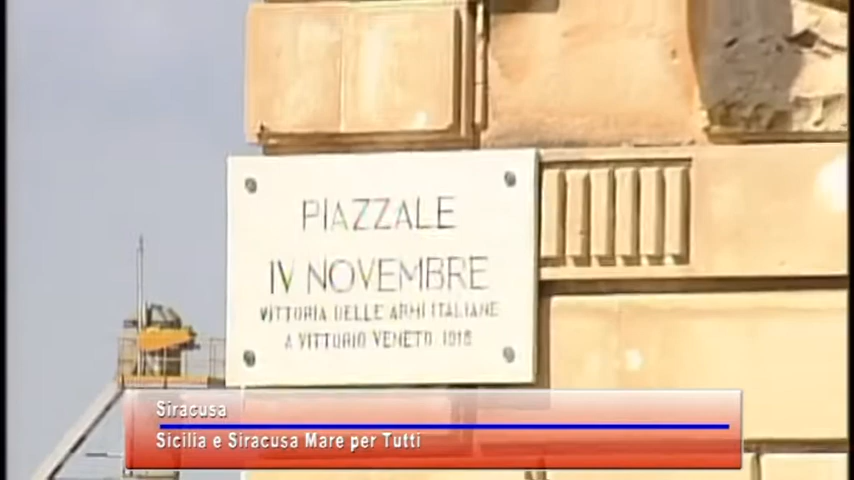 PIAZZALE
IV NOVEMBRE
VITTORIA DELLE ARMI ITALIANE
A VITTORIO VENETO 1918
Siracusa
Sicilia e Siracusa Mare per Tutti